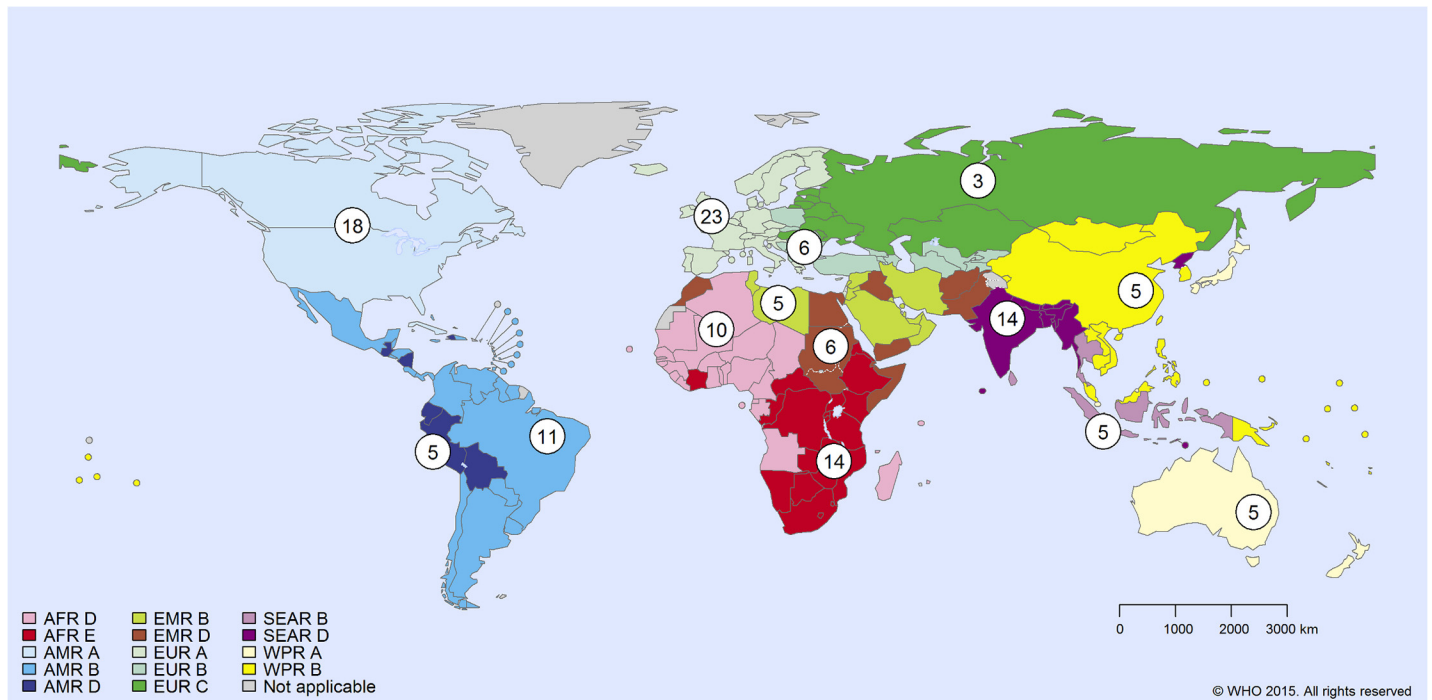 3
18
23
6
5
5
14
10
6
11
5
5
14
5
AFR D
AFR E
AMR A
AMR B
AMR D
EMR B
EMR D
EUR A
EUR B
EUR C
SEAR B
SEAR D
WPR A
WPR B
Not applicable
0 1000 2000 3000 km
© WHO 2015. All rights reserved